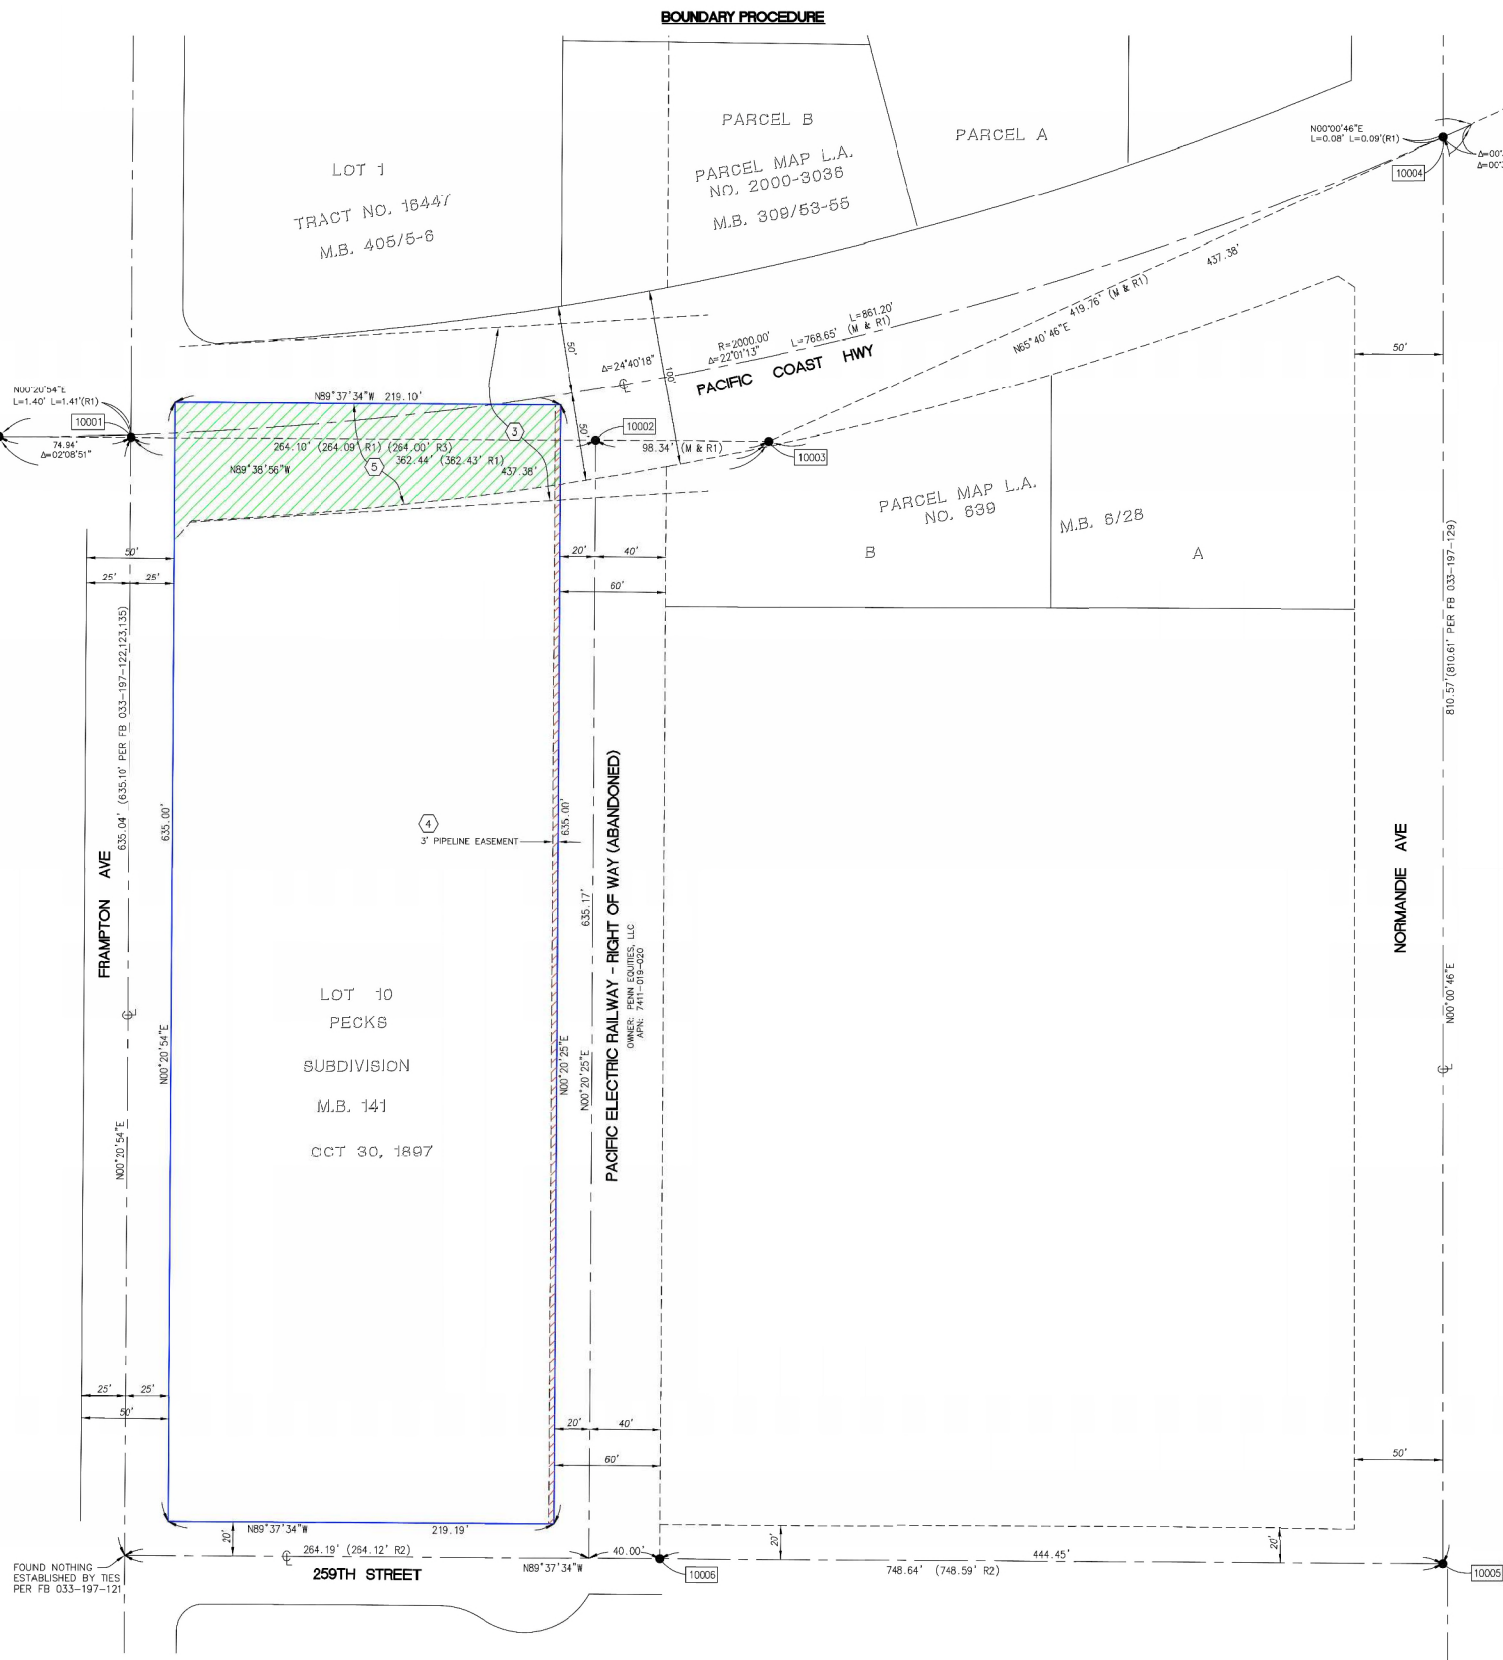 BOUNDARY PROCEDURE
LOT 1
TRACT NO. 16447
M.B. 405/5-6
PARCEL B
PARCEL MAP L.A.
NO. 2000-3036
M.B. 309/53-55
PARCEL A
N00°00'46"E
L=0.08' L=0.09'(R1)
10004
Δ=00°
Δ=00°
437.38'
419.76' (M & R1)
N65°40'46"E
L=861.20'
R=2000.00'
L=768.65' (M & R1)
Δ=22°01'13"
Δ=24°40'18"
PACIFIC COAST HWY
50'
100'
50'
50'
N00°20'54"E
L=1.40' L=1.41'(R1)
10001
74.94'
Δ=02°08'51"
N89°37'34"W 219.10'
3
10002
264.10' (264.09' R1) (264.00' R3)
362.44' (362.43' R1)
5
437.38'
N89°38'56"W
98.34' (M & R1)
10003
PARCEL MAP L.A.
NO. 639
M.B. 6/28
B
A
50'
25'
25'
20'
40'
60'
635.04' (635.10' PER FB 033-197-122,123,135)
810.57'(810.61' PER FB 033-197-129)
635.00'
4
3' PIPELINE EASEMENT
635.00'
635.17'
FRAMPTON AVE
PACIFIC ELECTRIC RAILWAY - RIGHT OF WAY (ABANDONED)
OWNER: PENN EQUITIES, LLC
APN: 7411-019-020
NORMANDIE AVE
LOT 10
PECKS
SUBDIVISION
M.B. 141
OCT 30, 1897
N00°20'54"E
N00°20'54"E
N00°20'25"E
N00°20'25"E
N00°00'46"E
25'
25'
50'
20'
40'
60'
50'
N89°37'34"W
219.19'
20'
20'
20'
264.19' (264.12' R2)
259TH STREET
N89°37'34"W
40.00'
444.45'
748.64' (748.59' R2)
10006
10005
FOUND NOTHING
ESTABLISHED BY TIES
PER FB 033-197-121